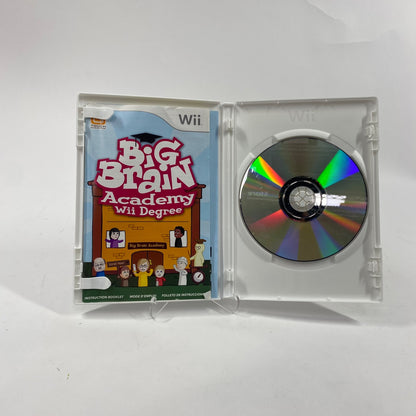 Wii
BiG
BRAiN
Academy
Wii Degree
Big Brain Academy
INSTRUCTION BOOKLET MODE D'EMPLOI FOLLETO DE INSTRUCCIONES
Wii